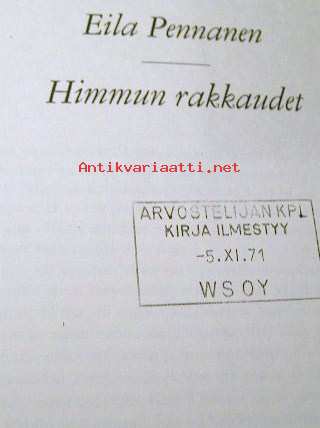 Eila Pennanen
Himmun rakkaudet
Antikvariaatti.net
ARVOSTELIJAN KPL
KIRJA ILMESTYY
-5.XI.71
WSOY